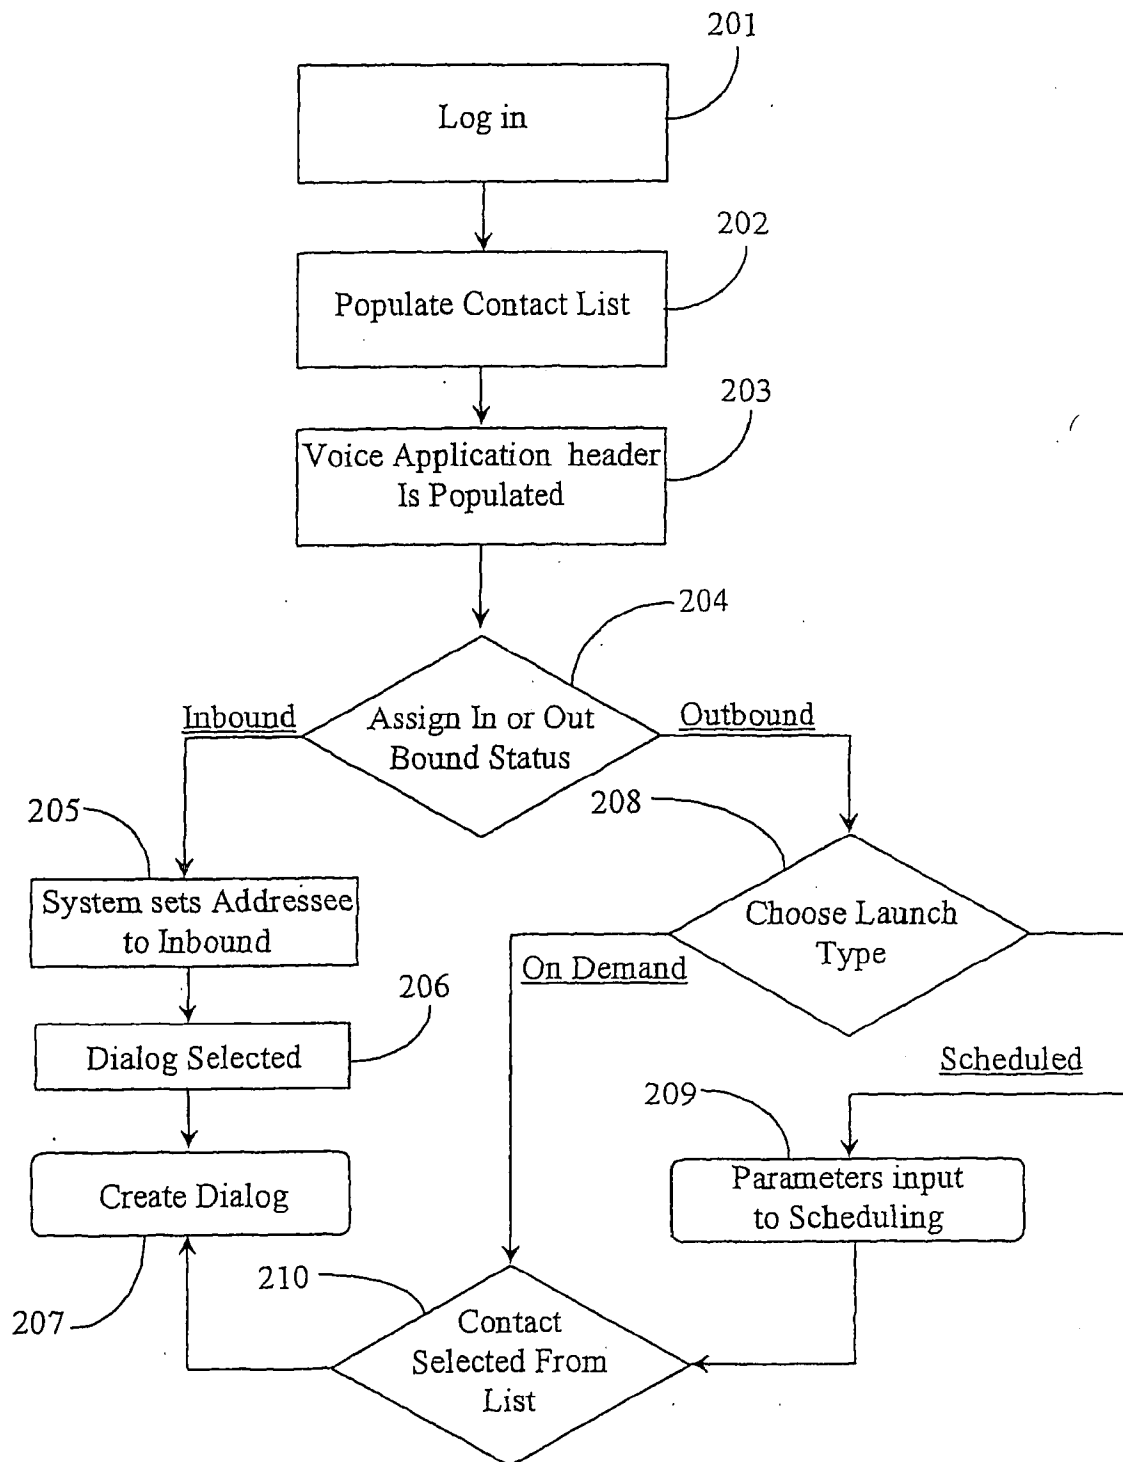 201
Log in
202
Populate Contact List
203
Voice Application header
Is Populated
204
Inbound
Assign In or Out
Bound Status
Outbound
205
208
System sets Addressee
to Inbound
Choose Launch
Type
On Demand
206
Dialog Selected
Scheduled
209
Create Dialog
Parameters input
to Scheduling
210
207
Contact
Selected From
List